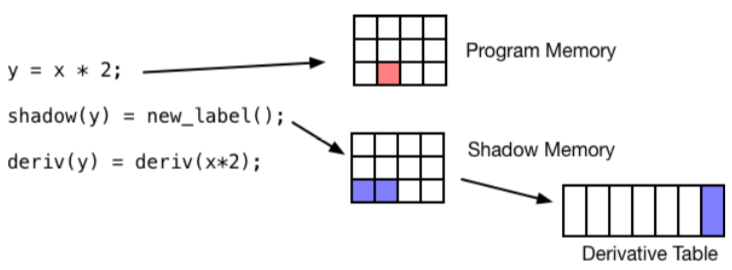 y = x * 2;
Program Memory
shadow(y) = new_label();
deriv(y) = deriv(x*2);
Shadow Memory
Derivative Table